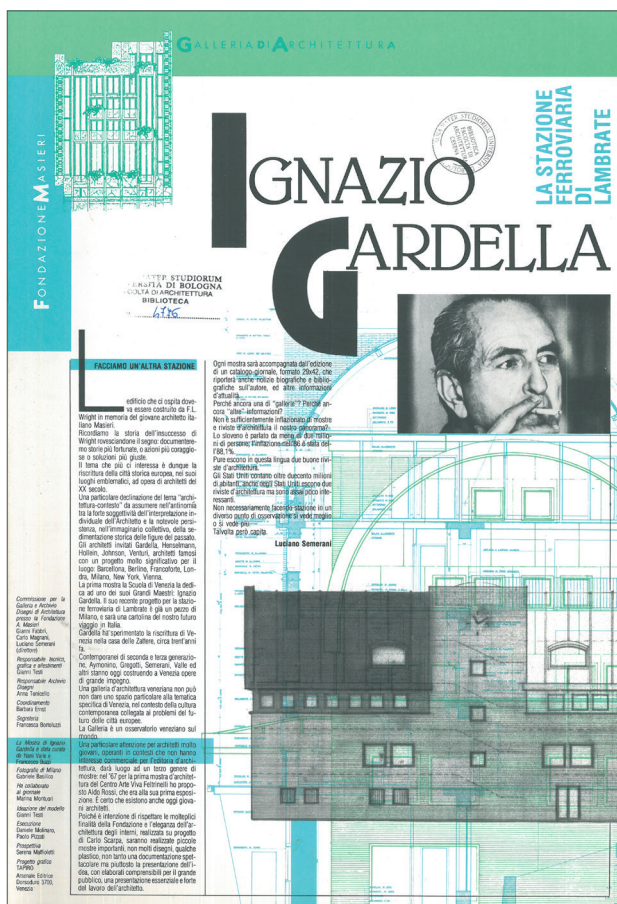 GALLERIA DI ARCHITETTURA
FONDAZIONE MASIERI
LA STAZIONE
FERROVIARIA
DI
LAMBRATE
IGNAZIO
GARDELLA
STUDIORUM
DI BOLOGNA
DI ARCHITETTURA
BIBLIOTECA
4776
FACCIAMO UN'ALTRA STAZIONE
L
edificio che ci ospita dove-
va essere costruito da F.L.
Wright in memoria del giovane architetto ita-
liano Masieri.
Ricordiamo la storia dell'insuccesso di
Wright rovesciandone il segno: documentere-
mo storie più fortunate, o azioni più coraggio-
se o soluzioni più giuste.
Il tema che più ci interessa è dunque la
riscrittura della città storica europea, nei suoi
luoghi emblematici, ad opera di architetti del
XX secolo.
Una particolare declinazione del tema "archi-
tettura-contesto" da assumere nell'antinomia
tra la forte soggettività dell'interpretazione in-
dividuale dell'Architetto e la notevole persi-
stenza, nell'immaginario collettivo, della se-
dimentazione storica delle figure del passato.
Gli architetti invitati Gardella, Henselmann,
Hollein, Johnson, Venturi, architetti famosi
con un progetto molto significativo per il
luogo: Barcellona, Berlino, Francoforte, Lon-
dra, Milano, New York, Vienna.
La prima mostra la Scuola di Venezia la dedi-
ca ad uno dei suoi Grandi Maestri: Ignazio
Gardella. Il suo recente progetto per la stazio-
ne ferroviaria di Lambrate è già un pezzo di
Milano, e sarà una cartolina del nostro futuro
viaggio in Italia.
Gardella ha sperimentato la riscrittura di Ve-
nezia nella casa delle Zattere, circa trent'anni
fa.
Contemporanei di seconda e terza generazio-
ne, Aymonino, Gregotti, Semerani, Valle ed
altri stanno oggi costruendo a Venezia opere
di grande impegno.
Una galleria d'architettura veneziana non può
non dare uno spazio particolare alla tematica
specifica di Venezia, nel contesto della cultura
contemporanea collegata ai problemi del fu-
turo delle città europee.
La Galleria è un osservatorio veneziano sul
mondo.
Una particolare attenzione per architetti molto
giovani, operanti in contesti che non hanno
interesse commerciale per l'editoria d'archi-
tettura, darà luogo ad un terzo genere di
mostre: nel '67 per la prima mostra d'architet-
tura del Centro Arte Viva Feltrinelli ho propo-
sto Aldo Rossi, che era alla sua prima esposi-
zione. È certo che esistono anche oggi giova-
ni architetti.
Poiché è intenzione di rispettare le molteplici
finalità della Fondazione e l'eleganza dell'ar-
chitettura degli interni, realizzata su progetto
di Carlo Scarpa, saranno realizzate piccole
mostre importanti, non molti disegni, qualche
plastico, non tanto una documentazione spet-
tacolare ma piuttosto la presentazione dell'i-
dea, con elaborati comprensibili per il grande
pubblico, una presentazione essenziale e forte
del lavoro dell'architetto.
Ogni mostra sarà accompagnata dall'edizione
di un catalogo-giornale, formato 29x42, che
riporterà anche notizie biografiche e biblio-
grafiche sull'autore, ed altre informazioni
d'attualità.
Perché ancora una di "gallerie"? Perché an-
cora "altre" informazioni?
Non è sufficientemente inflazionato di mostre
e riviste d'architettura il nostro panorama?
Lo sloveno è parlato da meno di due milio-
ni di persone; l'inflazione nell'86 è stata del-
l'88,1%.
Pure escono in questa lingua due buone rivi-
ste d'architettura.
Gli Stati Uniti contano oltre duecento milioni
di abitanti; anche degli Stati Uniti escono due
riviste d'architettura ma sono assai poco inte-
ressanti.
Non necessariamente facendo stazione in un
diverso punto di osservazione si vede meglio
o si vede più.
Talvolta però capita.
Luciano Semerani
Commissione per la
Galleria e Archivio
Disegni di Architettura
presso la Fondazione
A. Masieri
Gianni Fabbri,
Carlo Magnani,
Luciano Semerani
(direttore)
Responsabile tecnico,
grafica e allestimenti
Gianni Testi
Responsabile Archivio
Disegni
Anna Tonicello
Coordinamento
Barbara Ernst
Segreteria
Francesca Bortoluzzi
La Mostra di Ignazio
Gardella è stata curata
da Nani Valle e
Francesca Buzzi
Fotografie di Milano
Gabriele Basilico
Ha collaborato
al giornale
Marina Montuori
Ideazione del modello
Gianni Testi
Esecuzione
Daniele Molinaro,
Paolo Pizzati
Prospettiva
Serena Maffioletti
Progetto grafico
TAPIRO
Arsenale Editrice
Dorsoduro 3700,
Venezia